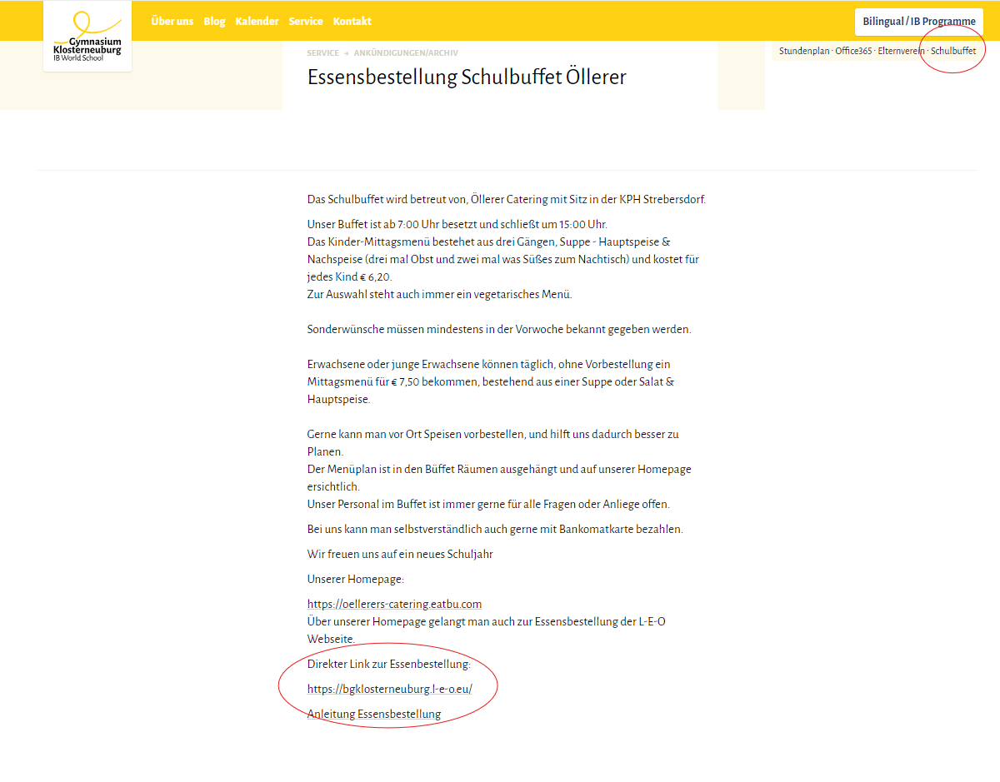 Über uns Blog Kalender Service Kontakt
Bilingual / IB Programme
Gymnasium
Klosterneuburg
IB World School
Stundenplan · Office365 · Elternverein · Schulbuffet
SERVICE → ANKÜNDIGUNGEN/ARCHIV
Essensbestellung Schulbuffet Öllerer
Das Schulbuffet wird betreut von, Öllerer Catering mit Sitz in der KPH Strebersdorf.
Unser Buffet ist ab 7:00 Uhr besetzt und schließt um 15:00 Uhr.
Das Kinder-Mittagsmenü bestehet aus drei Gängen, Suppe - Hauptspeise &
Nachspeise (drei mal Obst und zwei mal was Süßes zum Nachtisch) und kostet für
jedes Kind € 6,20.
Zur Auswahl steht auch immer ein vegetarisches Menü.
Sonderwünsche müssen mindestens in der Vorwoche bekannt gegeben werden.
Erwachsene oder junge Erwachsene können täglich, ohne Vorbestellung ein
Mittagsmenü für € 7,50 bekommen, bestehend aus einer Suppe oder Salat &
Hauptspeise.
Gerne kann man vor Ort Speisen vorbestellen, und hilft uns dadurch besser zu
Planen.
Der Menüplan ist in den Büffet Räumen ausgehängt und auf unserer Homepage
ersichtlich.
Unser Personal im Buffet ist immer gerne für alle Fragen oder Anliege offen.
Bei uns kann man selbstverständlich auch gerne mit Bankomatkarte bezahlen.
Wir freuen uns auf ein neues Schuljahr
Unserer Homepage:
https://oellerers-catering.eatbu.com
Über unserer Homepage gelangt man auch zur Essensbestellung der L-E-O
Webseite.
Direkter Link zur Essenbestellung:
https://bgklosterneuburg.l-e-o.eu/
Anleitung Essensbestellung